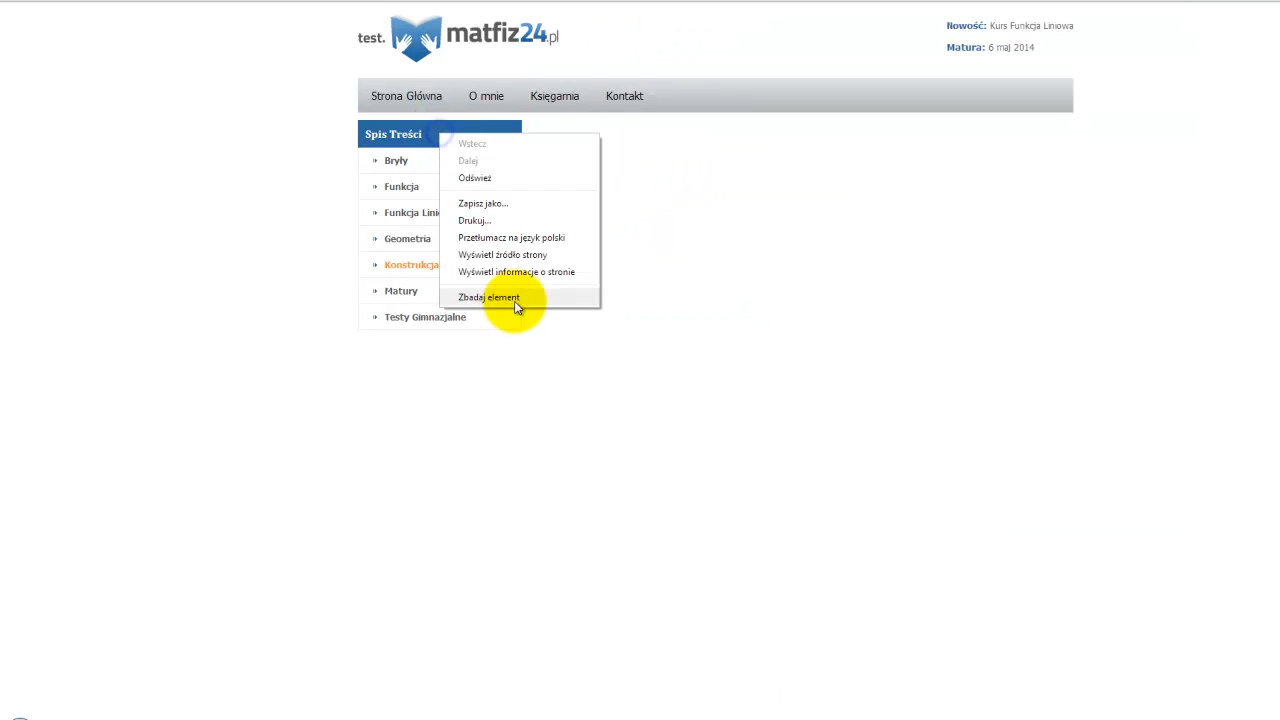 test. matfiz24.pl
Nowość: Kurs Funkcja Liniowa
Matura: 6 maj 2014
Strona Główna O mnie Księgarnia Kontakt
Spis Treści
Bryły
Funkcja
Funkcja Lini
Geometria
Konstrukcja
Matury
Testy Gimnazjalne
Wstecz
Dalej
Odśwież
Zapisz jako...
Drukuj...
Przetłumacz na język polski
Wyświetl źródło strony
Wyświetl informacje o stronie
Zbadaj element